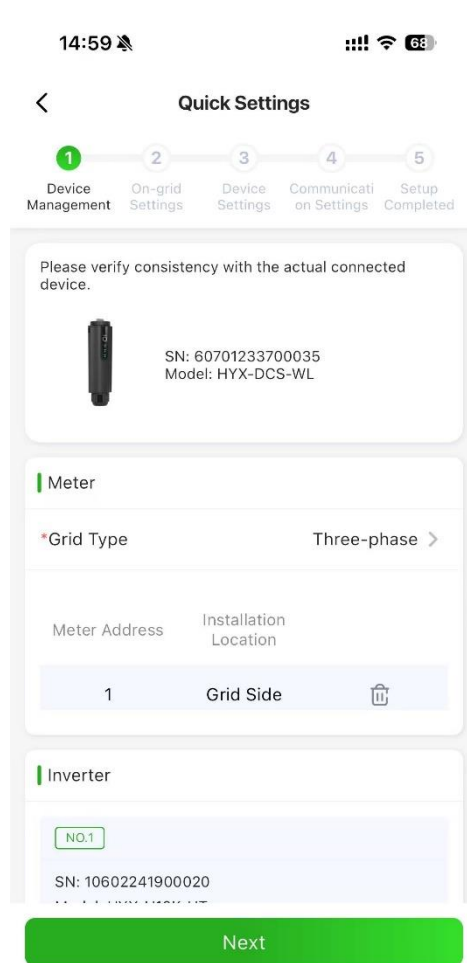 14:59
68
Quick Settings
1 2 3 4 5
Device Management
On-grid Settings
Device Settings
Communicati on Settings
Setup Completed
Please verify consistency with the actual connected
device.
SN: 60701233700035
Model: HYX-DCS-WL
Meter
*Grid Type Three-phase
Meter Address
Installation
Location
1 Grid Side
Inverter
NO.1
SN: 10602241900020
Next